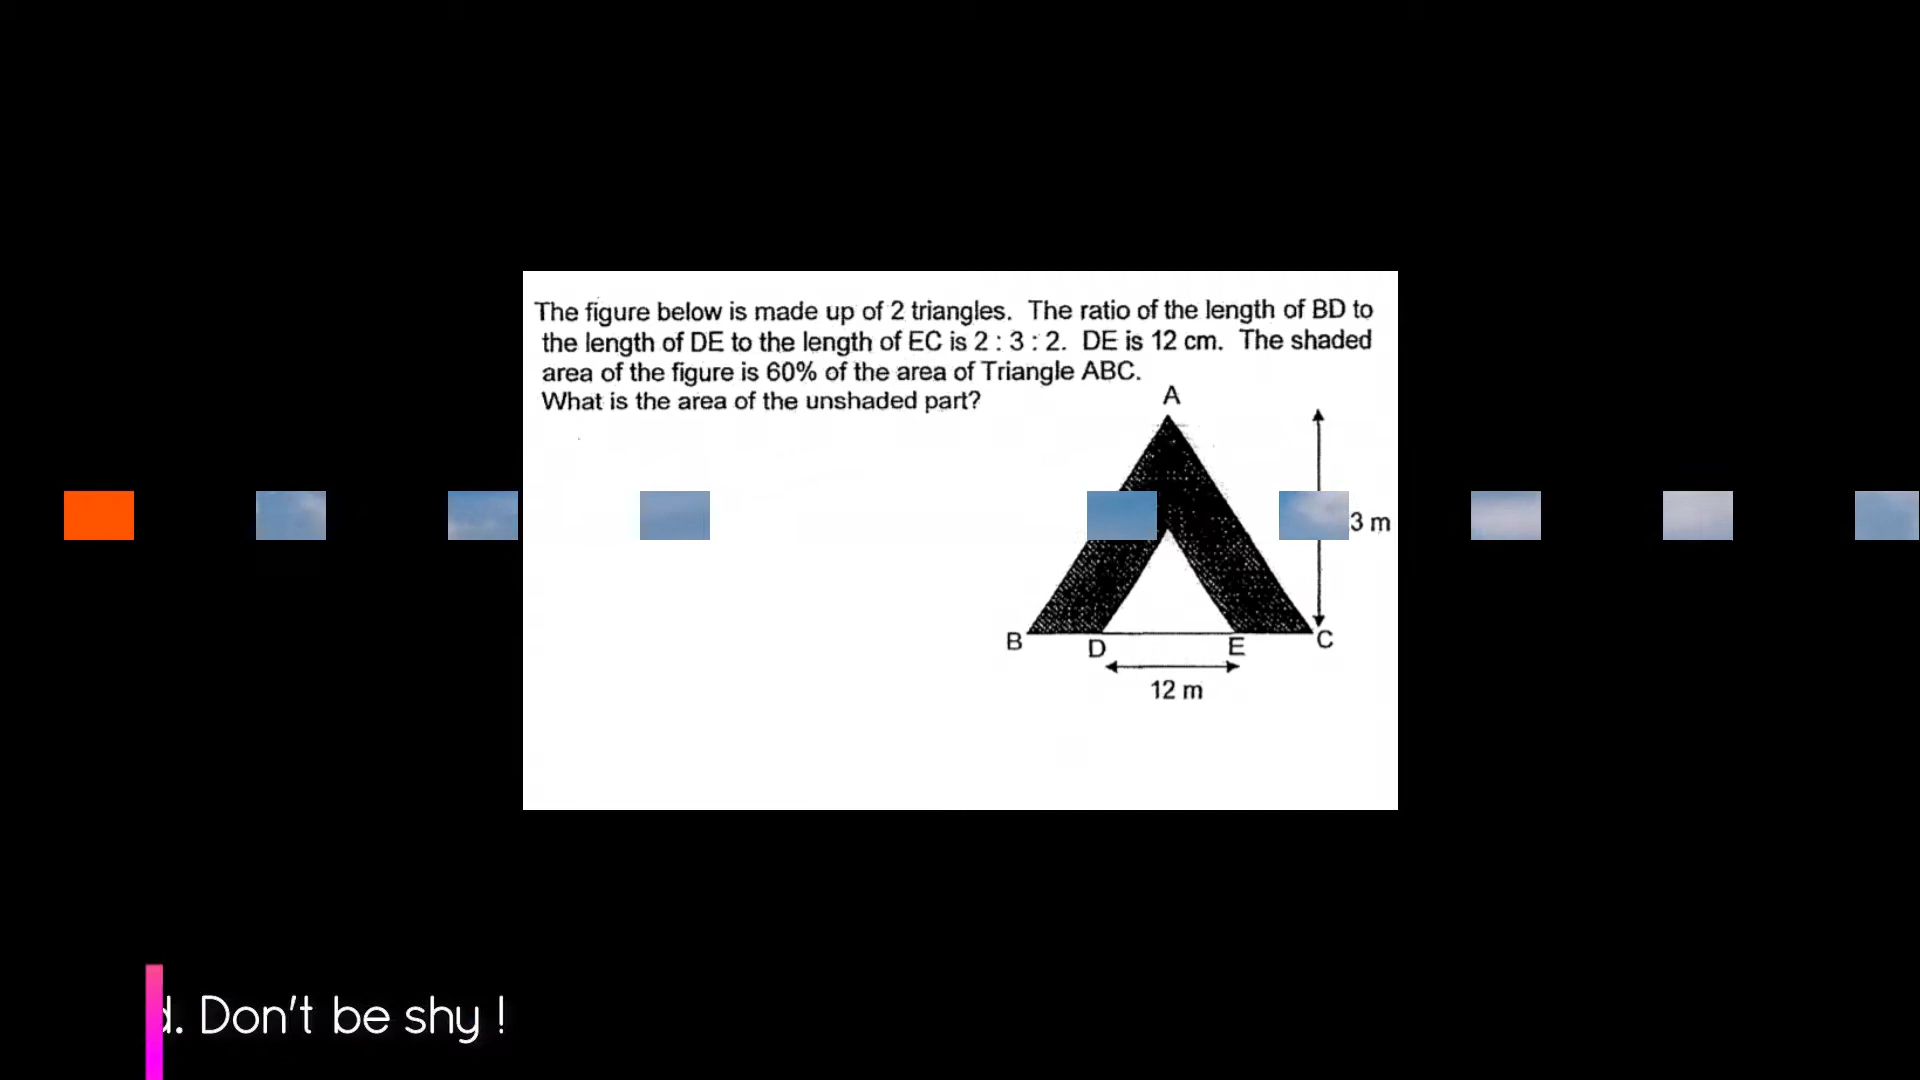 The figure below is made up of 2 triangles. The ratio of the length of BD to
the length of DE to the length of EC is 2 : 3 : 2. DE is 12 cm. The shaded
area of the figure is 60% of the area of Triangle ABC.
What is the area of the unshaded part?
A
3 m
B
D
E
C
12 m
. Don't be shy !